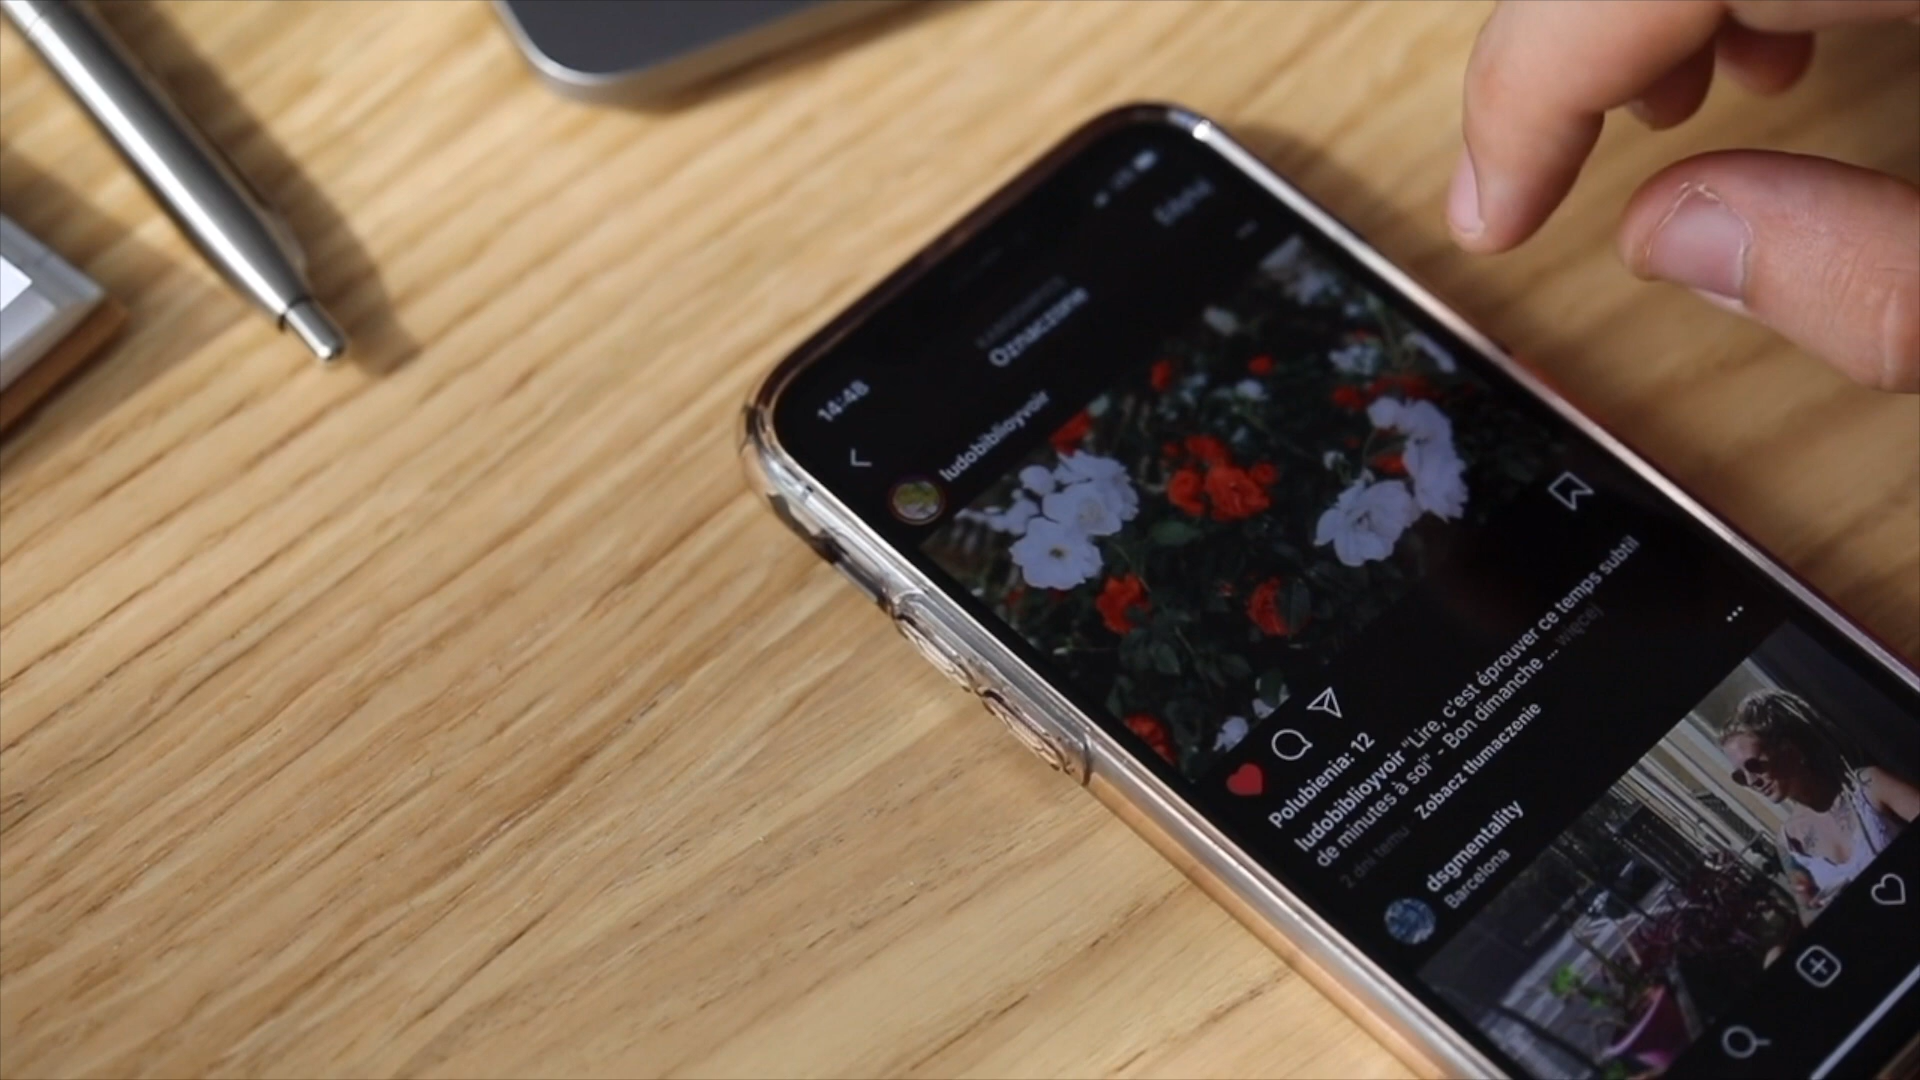 14:48
Oznaczone
ludobiblioyvoir
Polubienia: 12
ludobiblioyvoir "Lire, c'est éprouver ce temps subtil
de minutes à soi" - Bon dimanche ... więcej
2 dni temu Zobacz tłumaczenie
dsgmentality
Barcelona